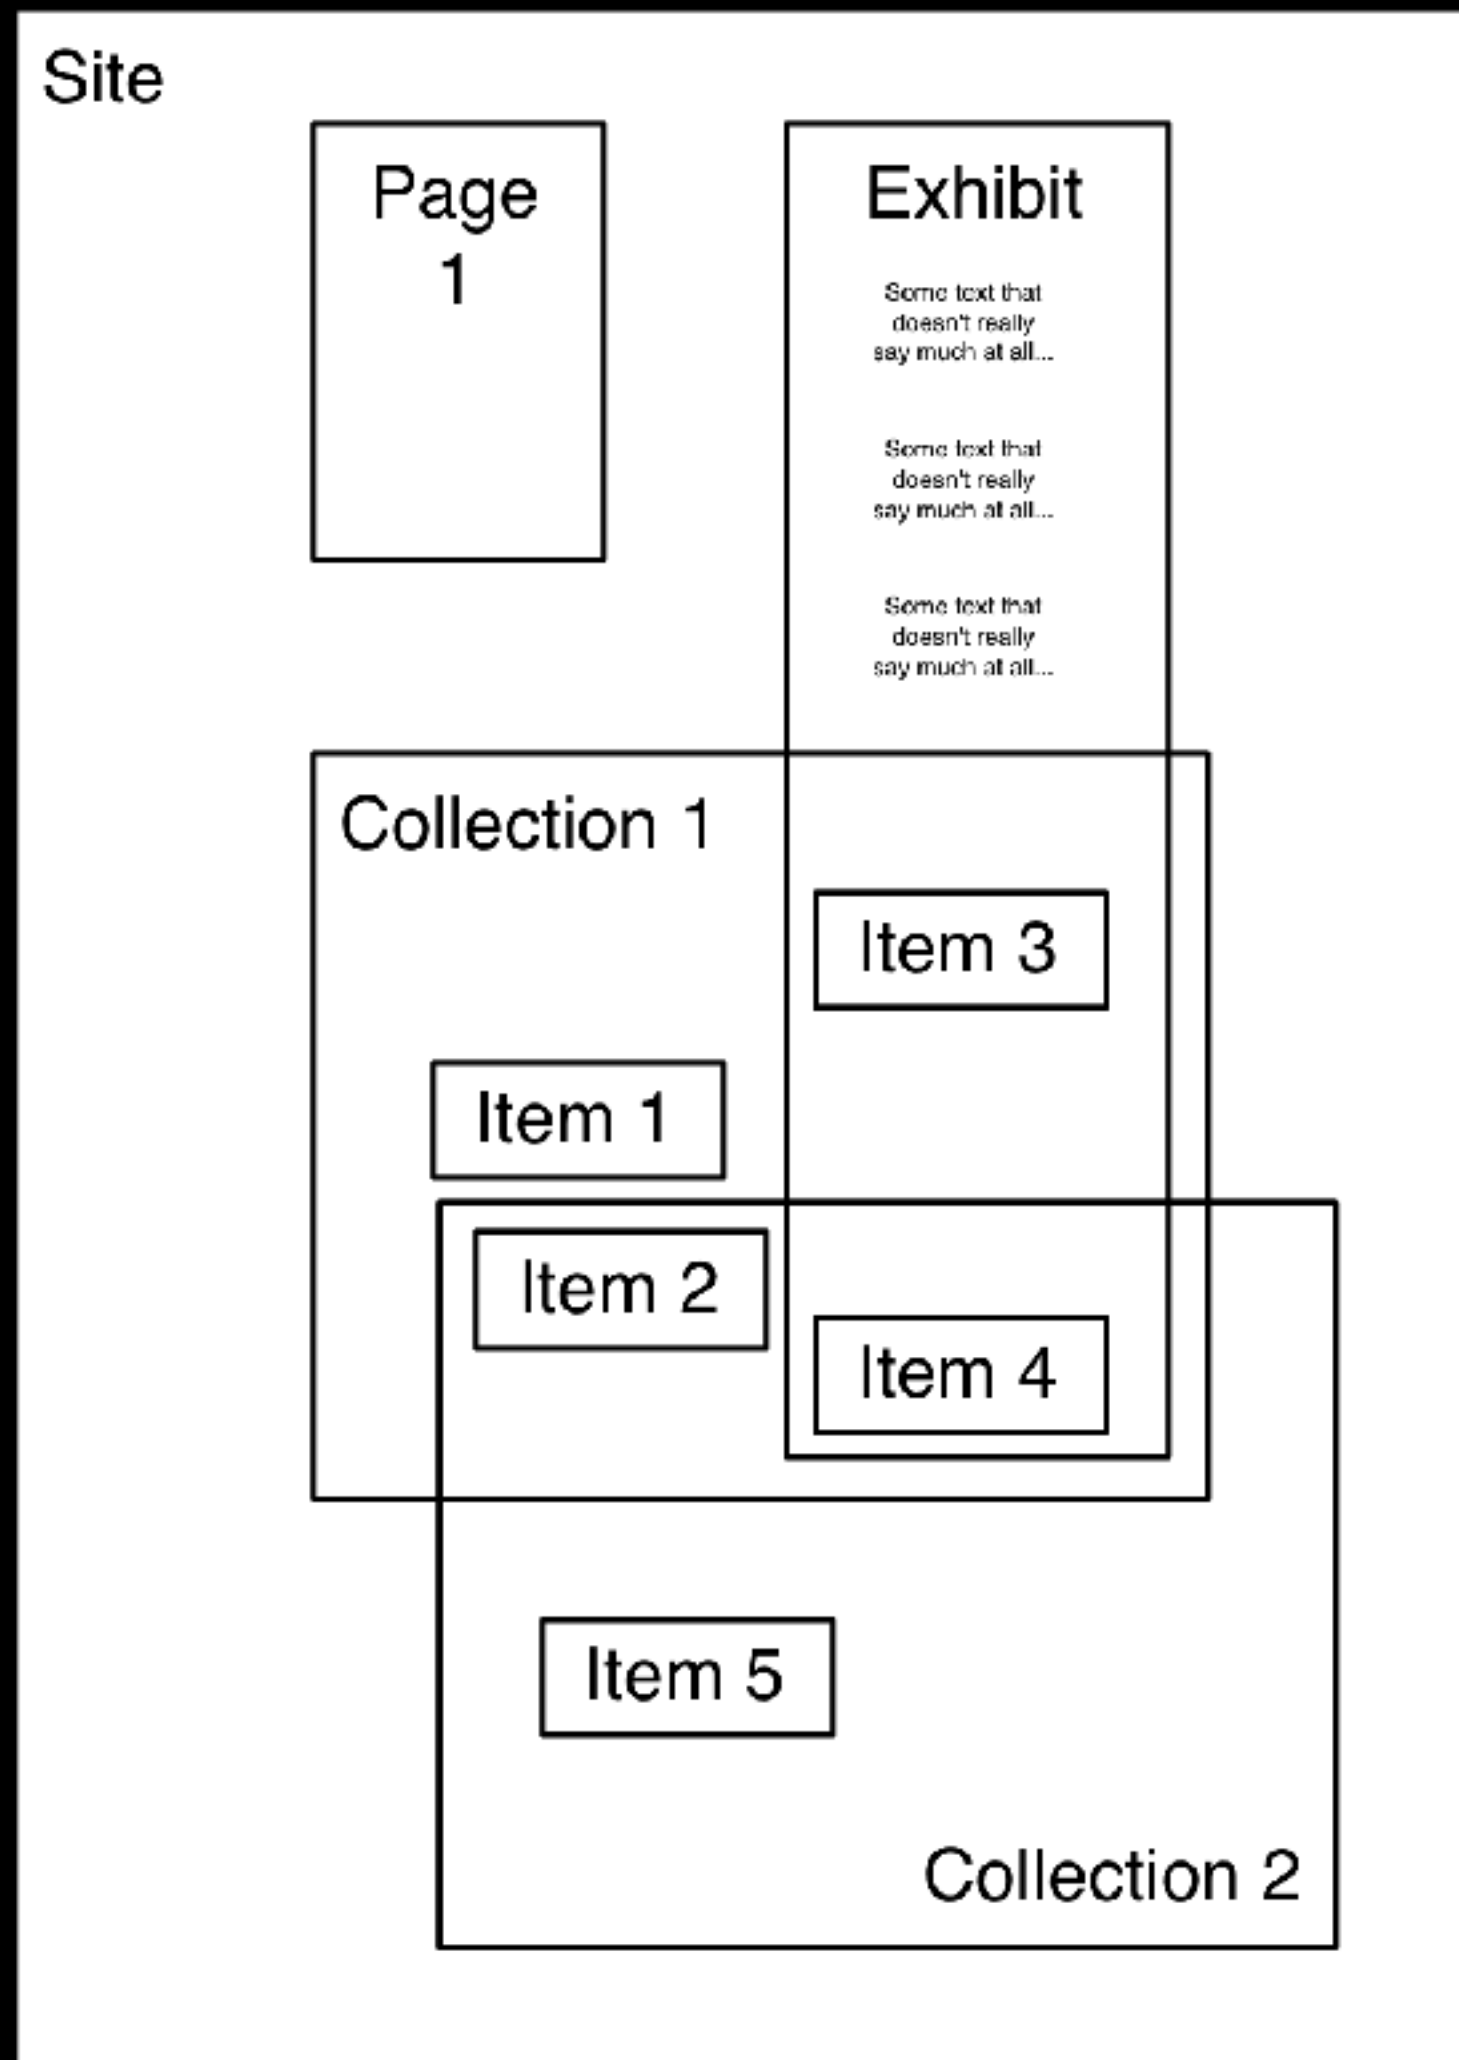 Site
Page
1
Exhibit
Some text that
doesn't really
say much at all...
Some text that
doesn't really
say much at all...
Some text that
doesn't really
say much at all...
Collection 1
Item 3
Item 1
Item 2
Item 4
Item 5
Collection 2